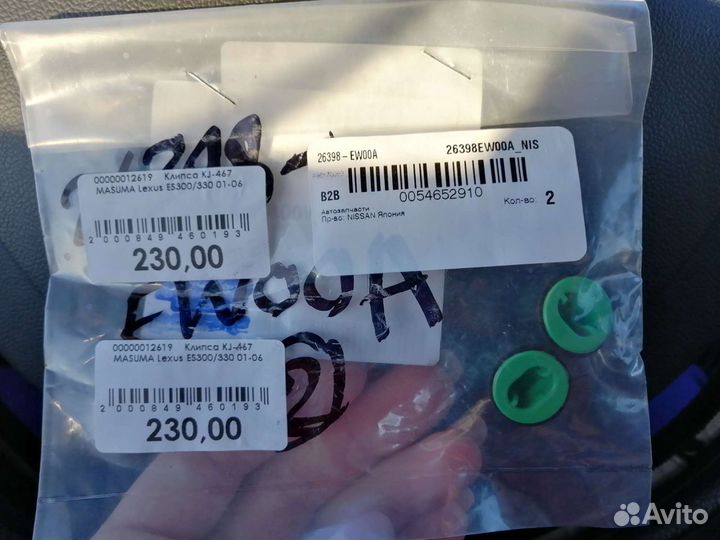 26398-EW00A 26398EW00A_NIS
B2B 0054652910 Кол-во: 2
Автозапчасти
Пр-во: NISSAN Япония
00000012619 Клипса KJ-467
MASUMA Lexus ES300/330 01-06
2 000849 460193
230,00
EW00A
00000012619 Клипса KJ-467
MASUMA Lexus ES300/330 01-06
2 000849 460193
230,00
2
Avito